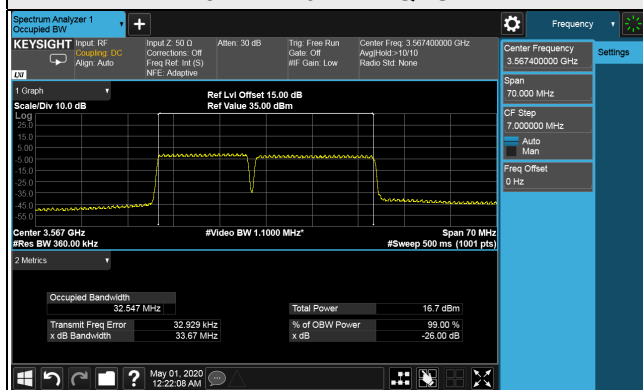 Spectrum Analyzer 1
Occupied BW
Frequency
KEYSIGHT
Input: RF
Coupling: DC
Align: Auto
Input Z: 50 Ω
Corrections: Off
Freq Ref: Int (S)
NFE: Adaptive
Atten: 30 dB
Trig: Free Run
Gate: Off
#IF Gain: Low
Center Freq: 3.567400000 GHz
Avg|Hold:>10/10
Radio Std: None
LXI
1 Graph
Scale/Div 10.0 dB
Ref Lvl Offset 15.00 dB
Ref Value 35.00 dBm
Log
25.0
15.0
5.00
-5.00
-15.0
-25.0
-35.0
-45.0
-55.0
Center 3.567 GHz
#Res BW 360.00 kHz
#Video BW 1.1000 MHz*
Span 70 MHz
#Sweep 500 ms (1001 pts)
2 Metrics
Occupied Bandwidth
32.547 MHz
Transmit Freq Error 32.929 kHz
x dB Bandwidth 33.67 MHz
Total Power 16.7 dBm
% of OBW Power 99.00 %
x dB -26.00 dB
May 01, 2020
12:22:08 AM
Center Frequency
3.567400000 GHz
Settings
Span
70.000 MHz
CF Step
7.000000 MHz
Auto
Man
Freq Offset
0 Hz